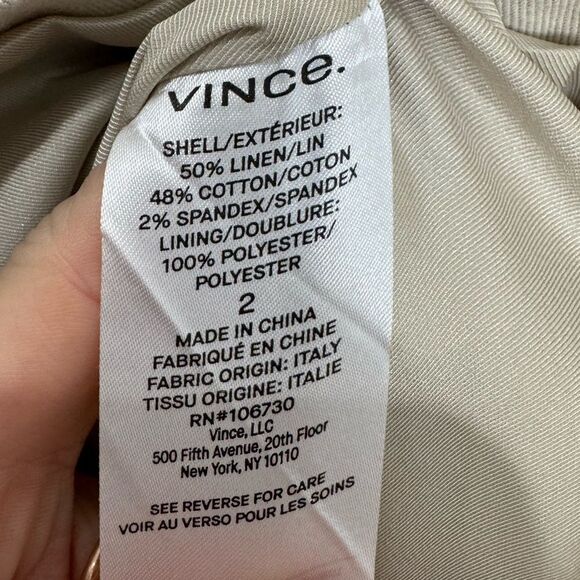 VINCE.
SHELL/EXTÉRIEUR:
50% LINEN/LIN
48% COTTON/COTON
2% SPANDEX/SPANDEX
LINING/DOUBLURE:
100% POLYESTER/
POLYESTER
2
MADE IN CHINA
FABRIQUÉ EN CHINE
FABRIC ORIGIN: ITALY
TISSU ORIGINE: ITALIE
RN#106730
Vince, LLC
500 Fifth Avenue, 20th Floor
New York, NY 10110
SEE REVERSE FOR CARE
VOIR AU VERSO POUR LES SOINS